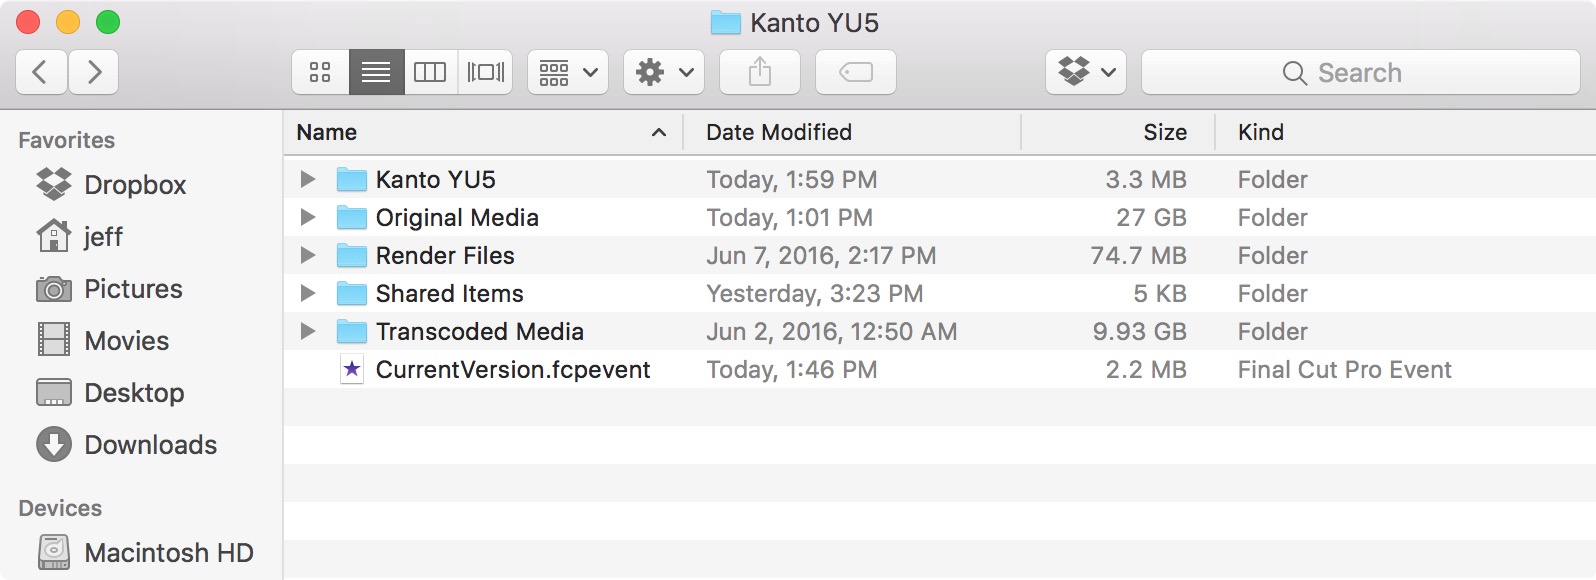 Kanto YU5
Search
Favorites
Dropbox
jeff
Pictures
Movies
Desktop
Downloads
Devices
Macintosh HD
Name Date Modified Size Kind
Kanto YU5 Today, 1:59 PM 3.3 MB Folder
Original Media Today, 1:01 PM 27 GB Folder
Render Files Jun 7, 2016, 2:17 PM 74.7 MB Folder
Shared Items Yesterday, 3:23 PM 5 KB Folder
Transcoded Media Jun 2, 2016, 12:50 AM 9.93 GB Folder
CurrentVersion.fcpevent Today, 1:46 PM 2.2 MB Final Cut Pro Event